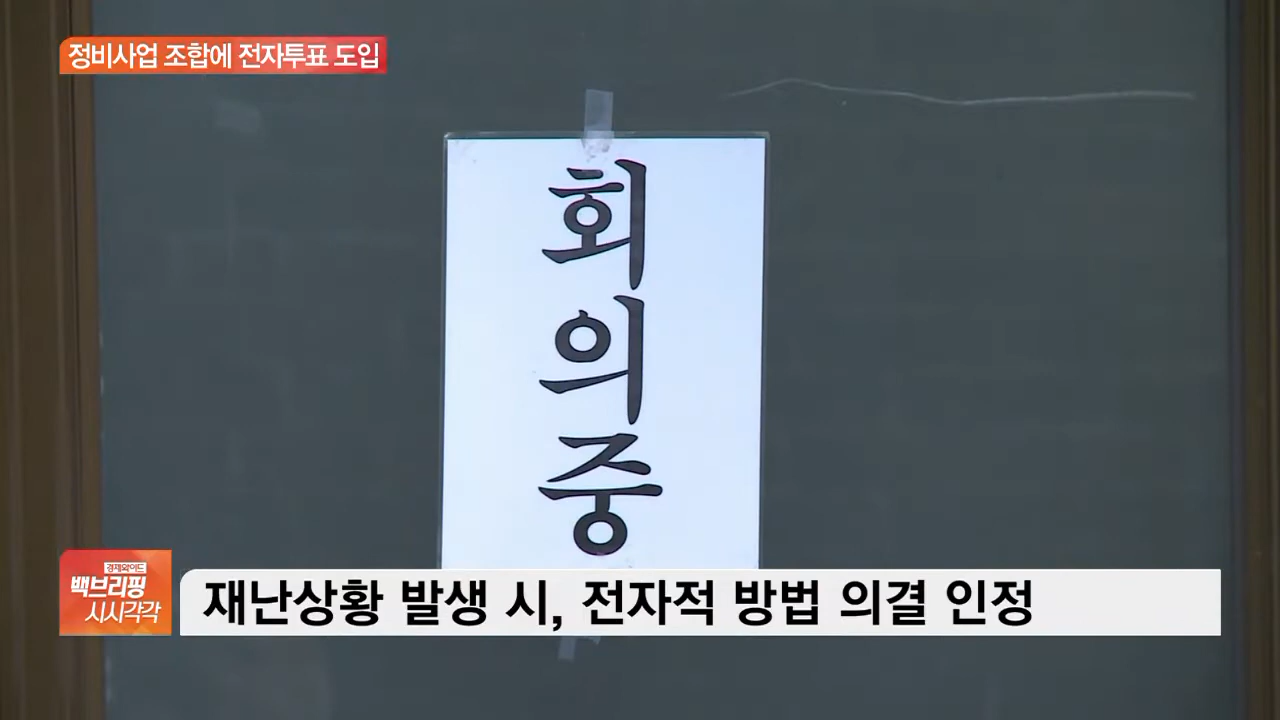 정비사업 조합에 전자투표 도입
회
의
중
경제와이드
백브리핑
시시각각
재난상황 발생 시, 전자적 방법 의결 인정